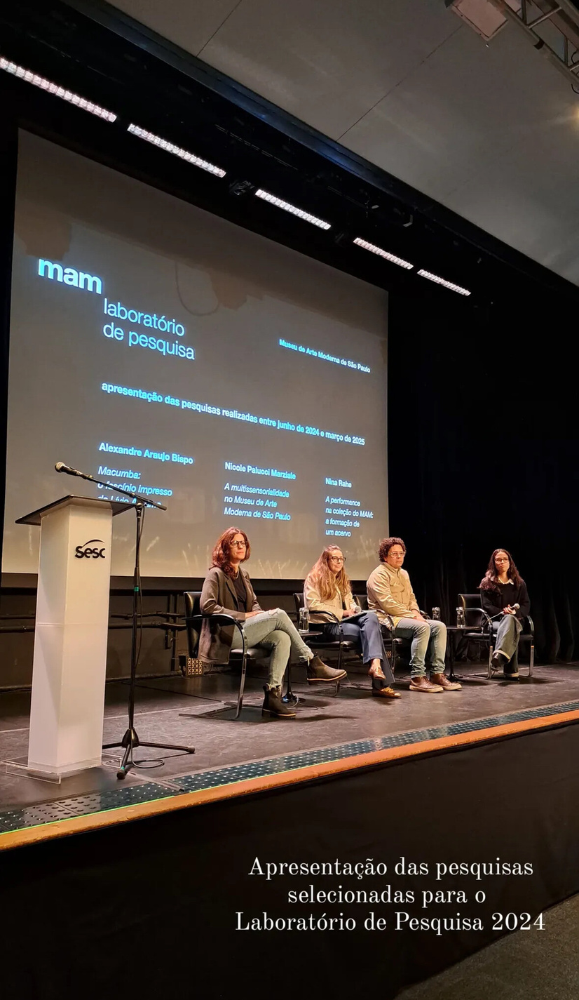 mam
laboratório
de pesquisa
Museu de Arte Moderna de São Paulo
apresentação das pesquisas realizadas entre junho de 2024 e março de 2025
Alexandre Araujo Bispo
Macumba:
o fascínio impresso
de Lívio
Nicole Palucci Marziale
A multissensorialidade
no Museu de Arte
Moderna de São Paulo
Nina Rahe
A performance
na coleção do MAM:
a formação de
um acervo
Sesc
Apresentação das pesquisas
selecionadas para o
Laboratório de Pesquisa 2024